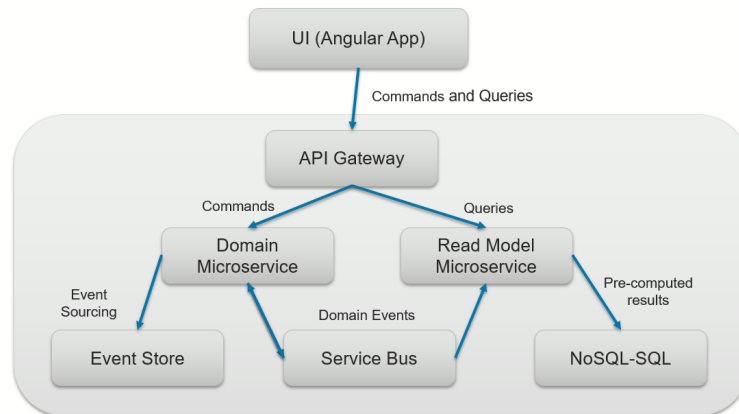 UI (Angular App)
Commands and Queries
API Gateway
Commands
Queries
Domain
Microservice
Read Model
Microservice
Event
Sourcing
Domain Events
Pre-computed
results
Event Store
Service Bus
NoSQL-SQL